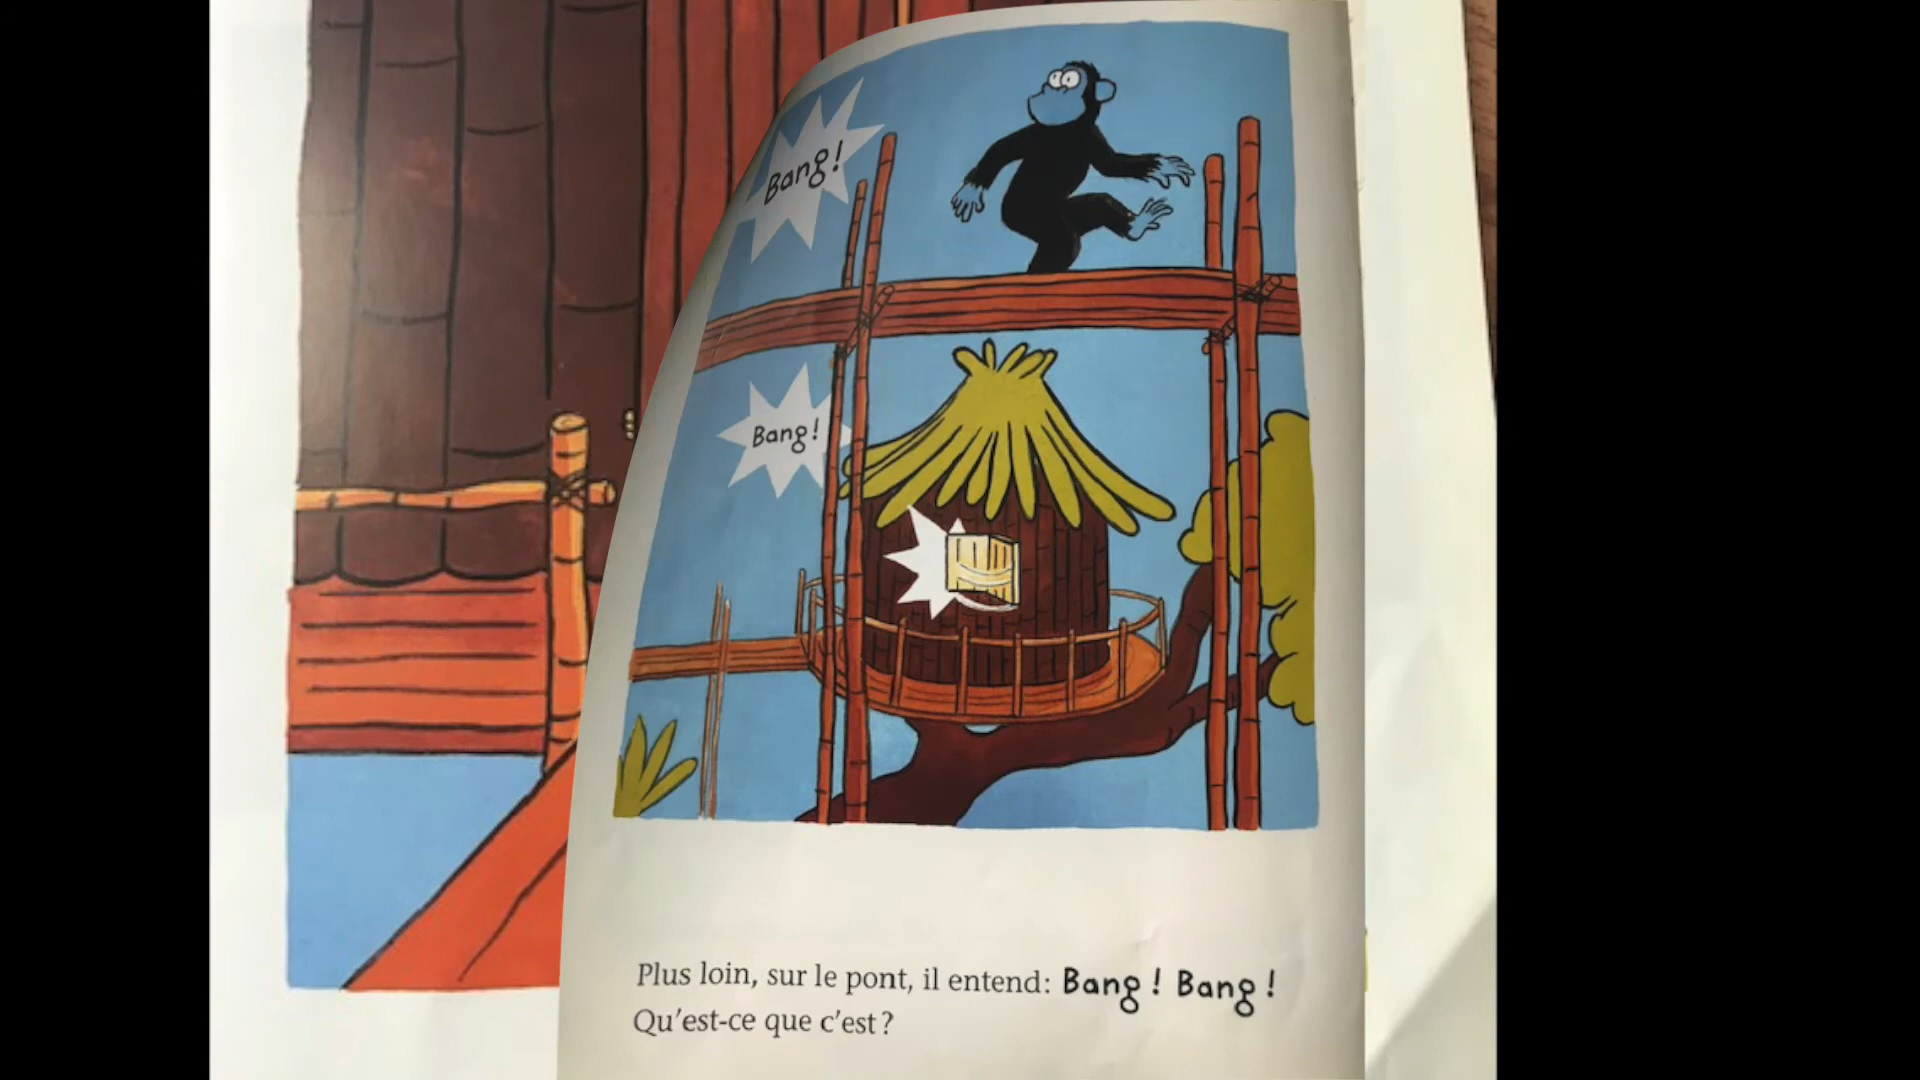 Bang!
Bang!
Plus loin, sur le pont, il entend: Bang! Bang!
Qu'est-ce que c'est?